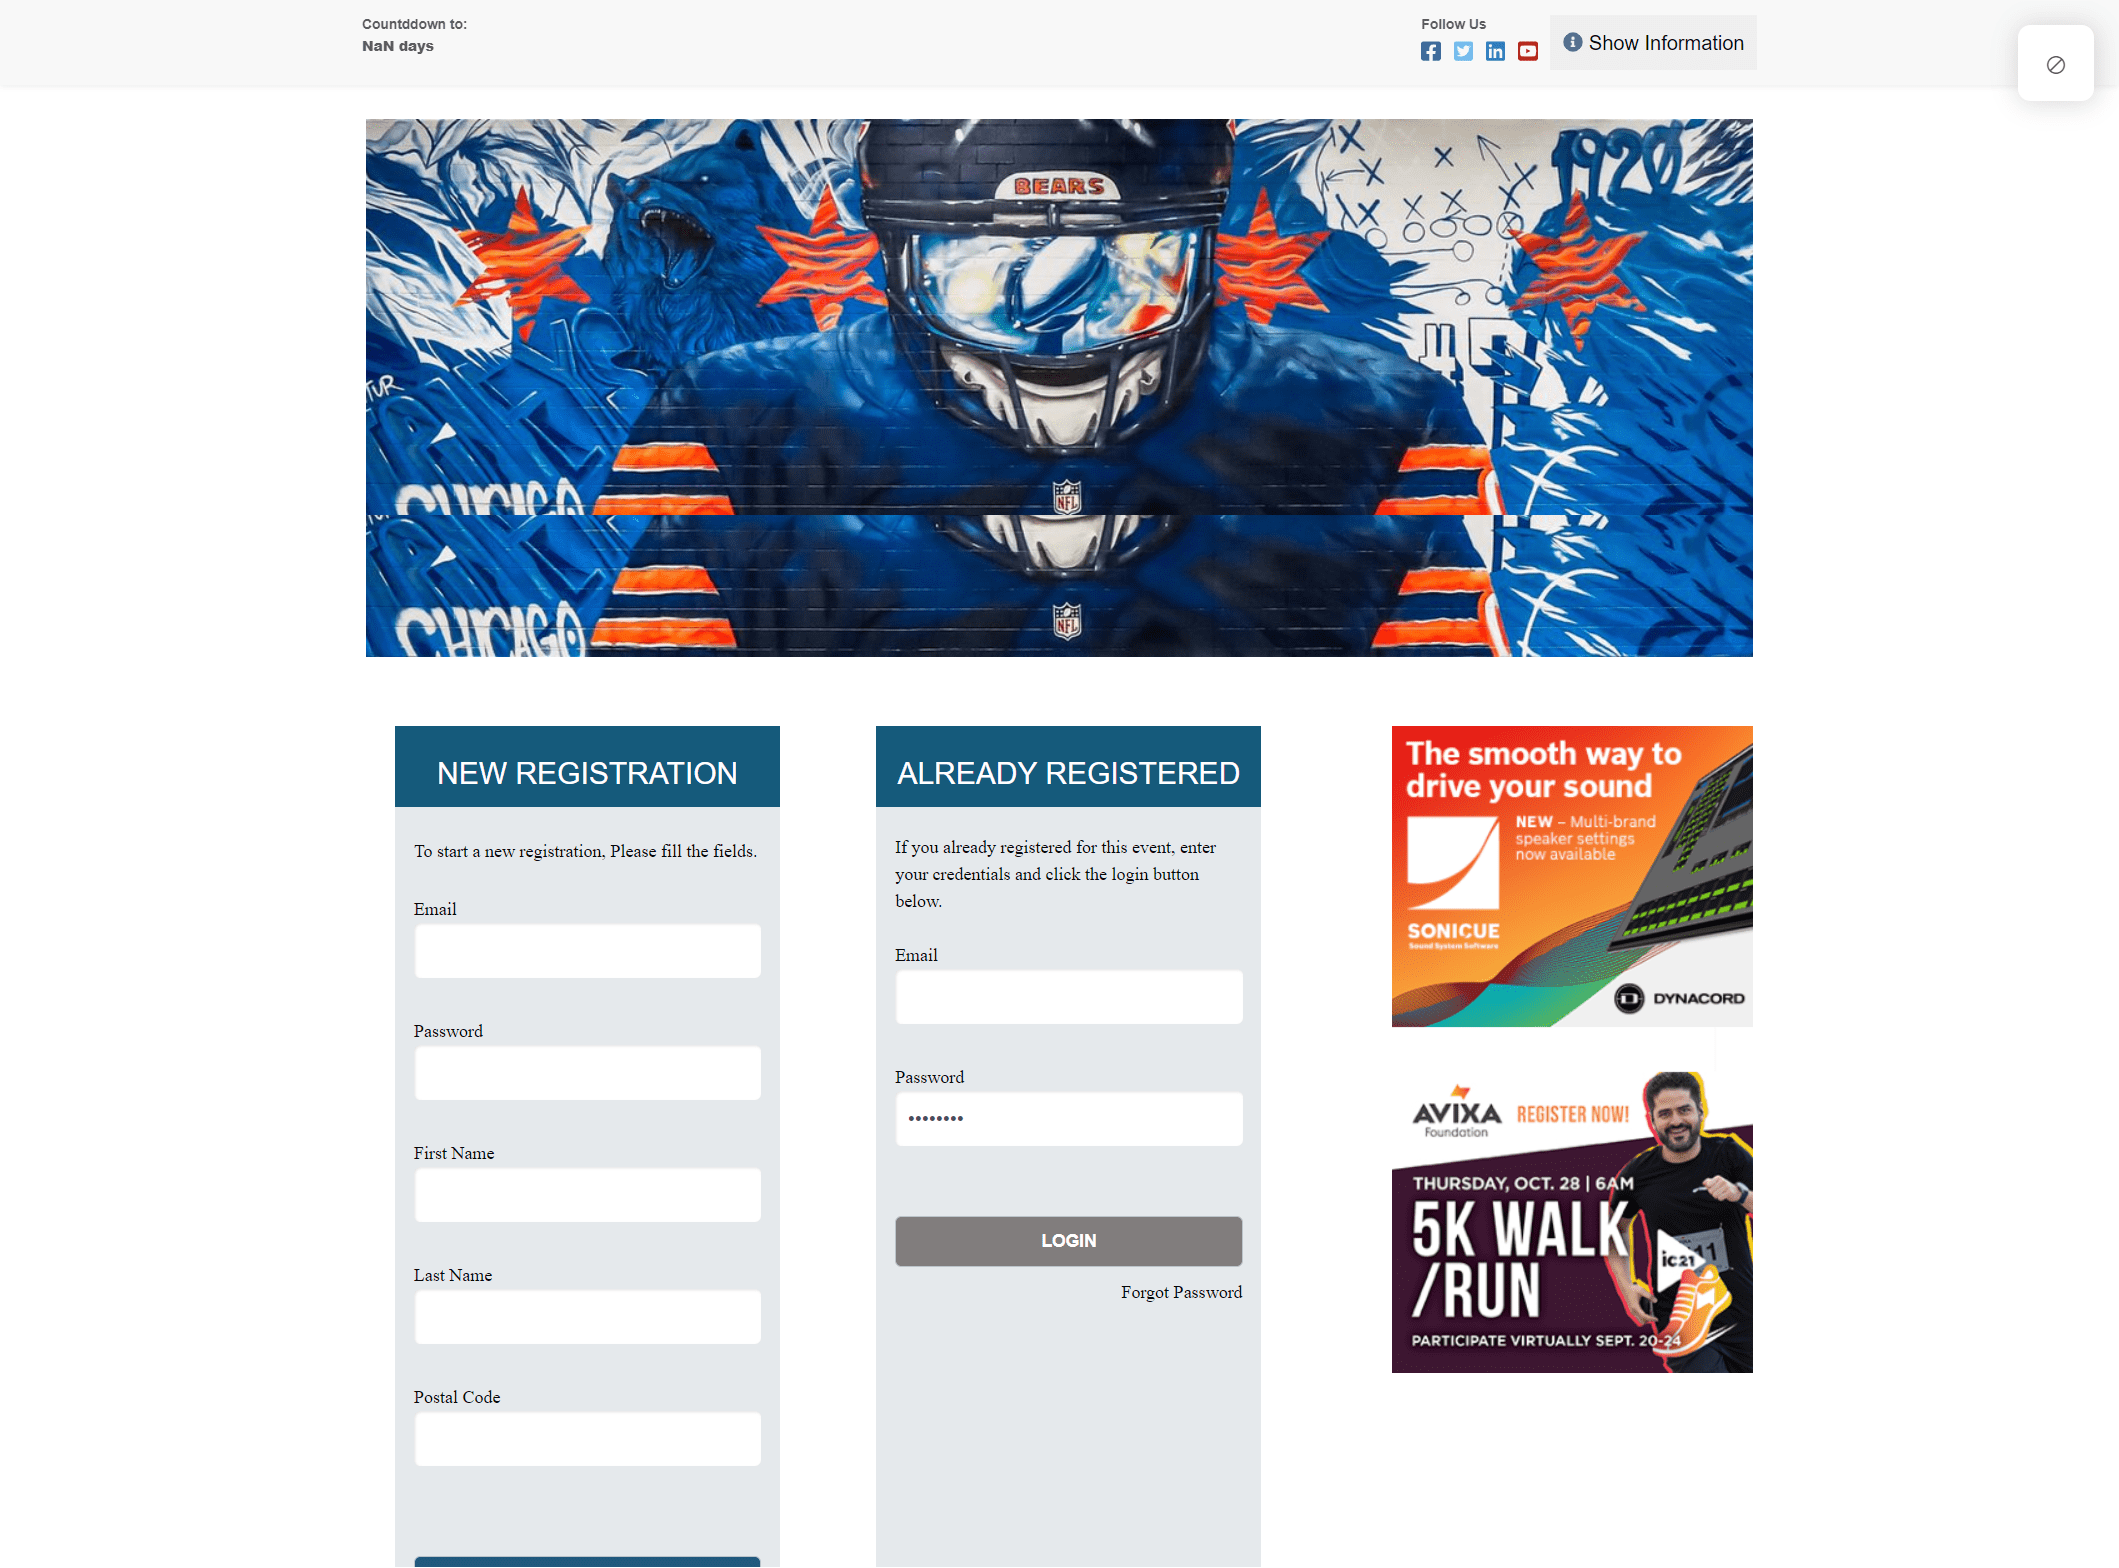 Countddown to:
NaN days
Follow Us
Show Information
BEARS
1920
NFL
CHICAGO
NFL
NEW REGISTRATION
To start a new registration, Please fill the fields.
Email
Password
First Name
Last Name
Postal Code
ALREADY REGISTERED
If you already registered for this event, enter
your credentials and click the login button
below.
Email
Password
LOGIN
Forgot Password
The smooth way to
drive your sound
NEW – Multi-brand
speaker settings
now available
SONICUE
Sound System Software
DYNACORD
AVIXA
Foundation
REGISTER NOW!
THURSDAY, OCT. 28 | 6AM
5K WALK
/RUN
ic21
11
PARTICIPATE VIRTUALLY SEPT. 20-24